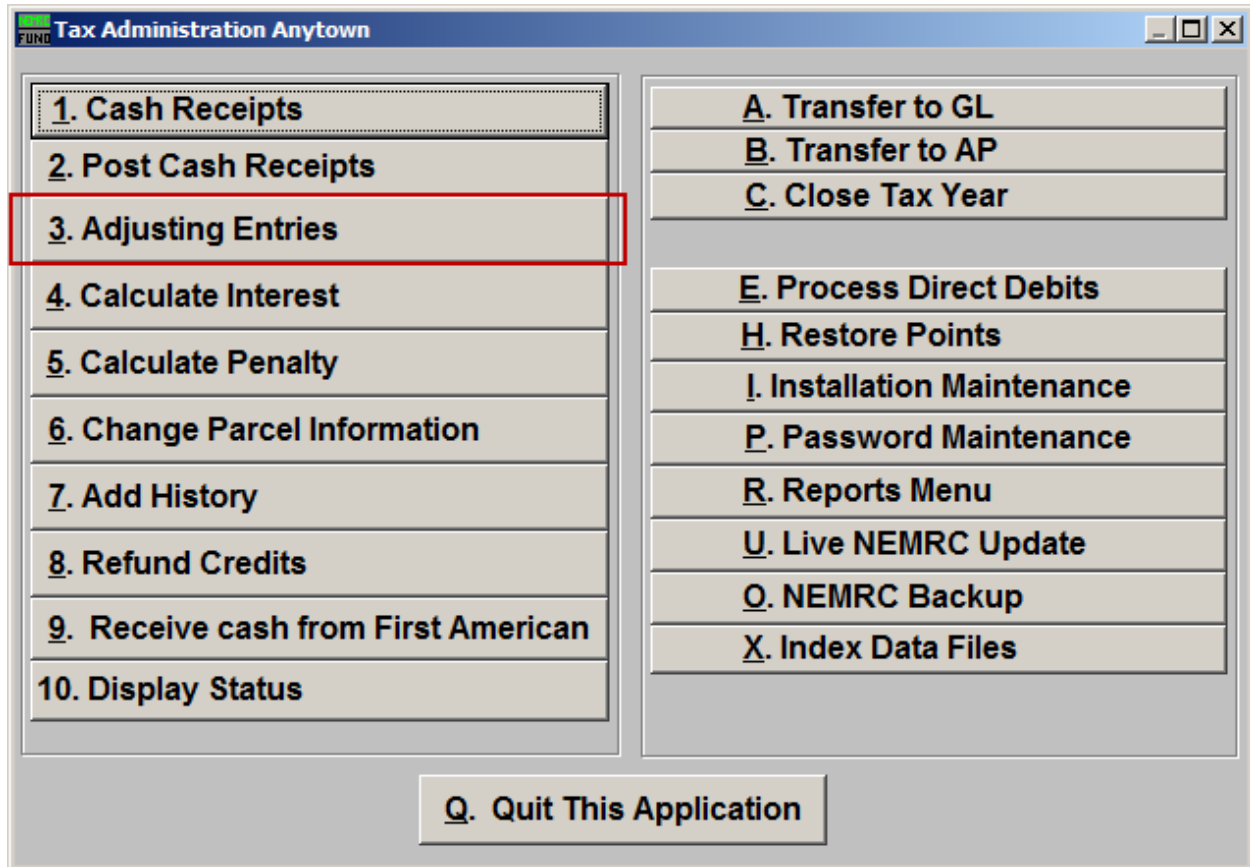 NEMRC
FUND
Tax Administration Anytown
1. Cash Receipts
2. Post Cash Receipts
3. Adjusting Entries
4. Calculate Interest
5. Calculate Penalty
6. Change Parcel Information
7. Add History
8. Refund Credits
9. Receive cash from First American
10. Display Status
A. Transfer to GL
B. Transfer to AP
C. Close Tax Year
E. Process Direct Debits
H. Restore Points
I. Installation Maintenance
P. Password Maintenance
R. Reports Menu
U. Live NEMRC Update
O. NEMRC Backup
X. Index Data Files
Q. Quit This Application